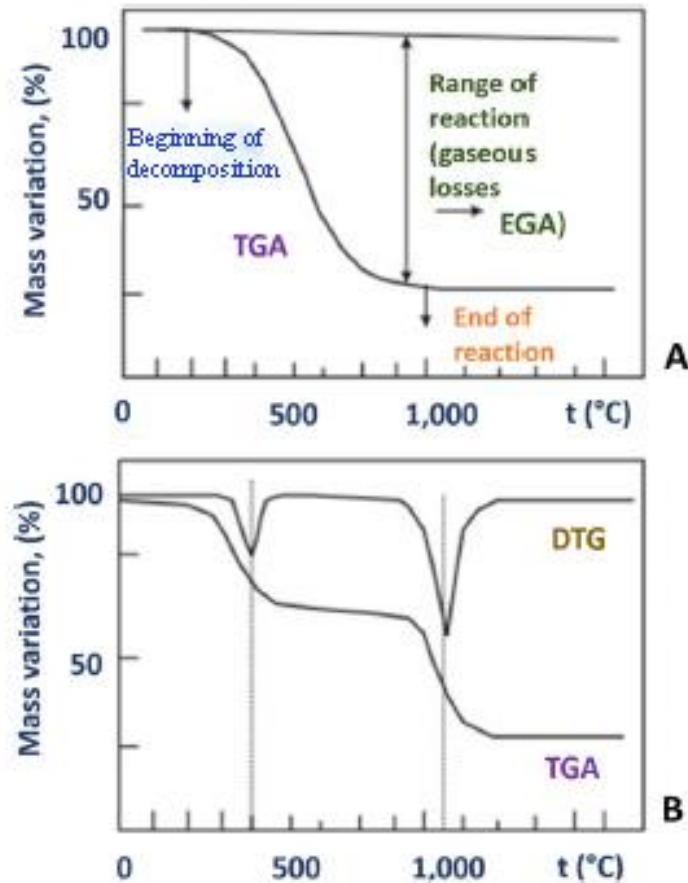 100
Mass variation, (%)
Beginning of
decomposition
Range of
reaction
(gaseous
losses
EGA)
50
TGA
End of
reaction
A
0 500 1,000 t (°C)
100
Mass variation, (%)
DTG
50
TGA
B
0 500 1,000 t (°C)